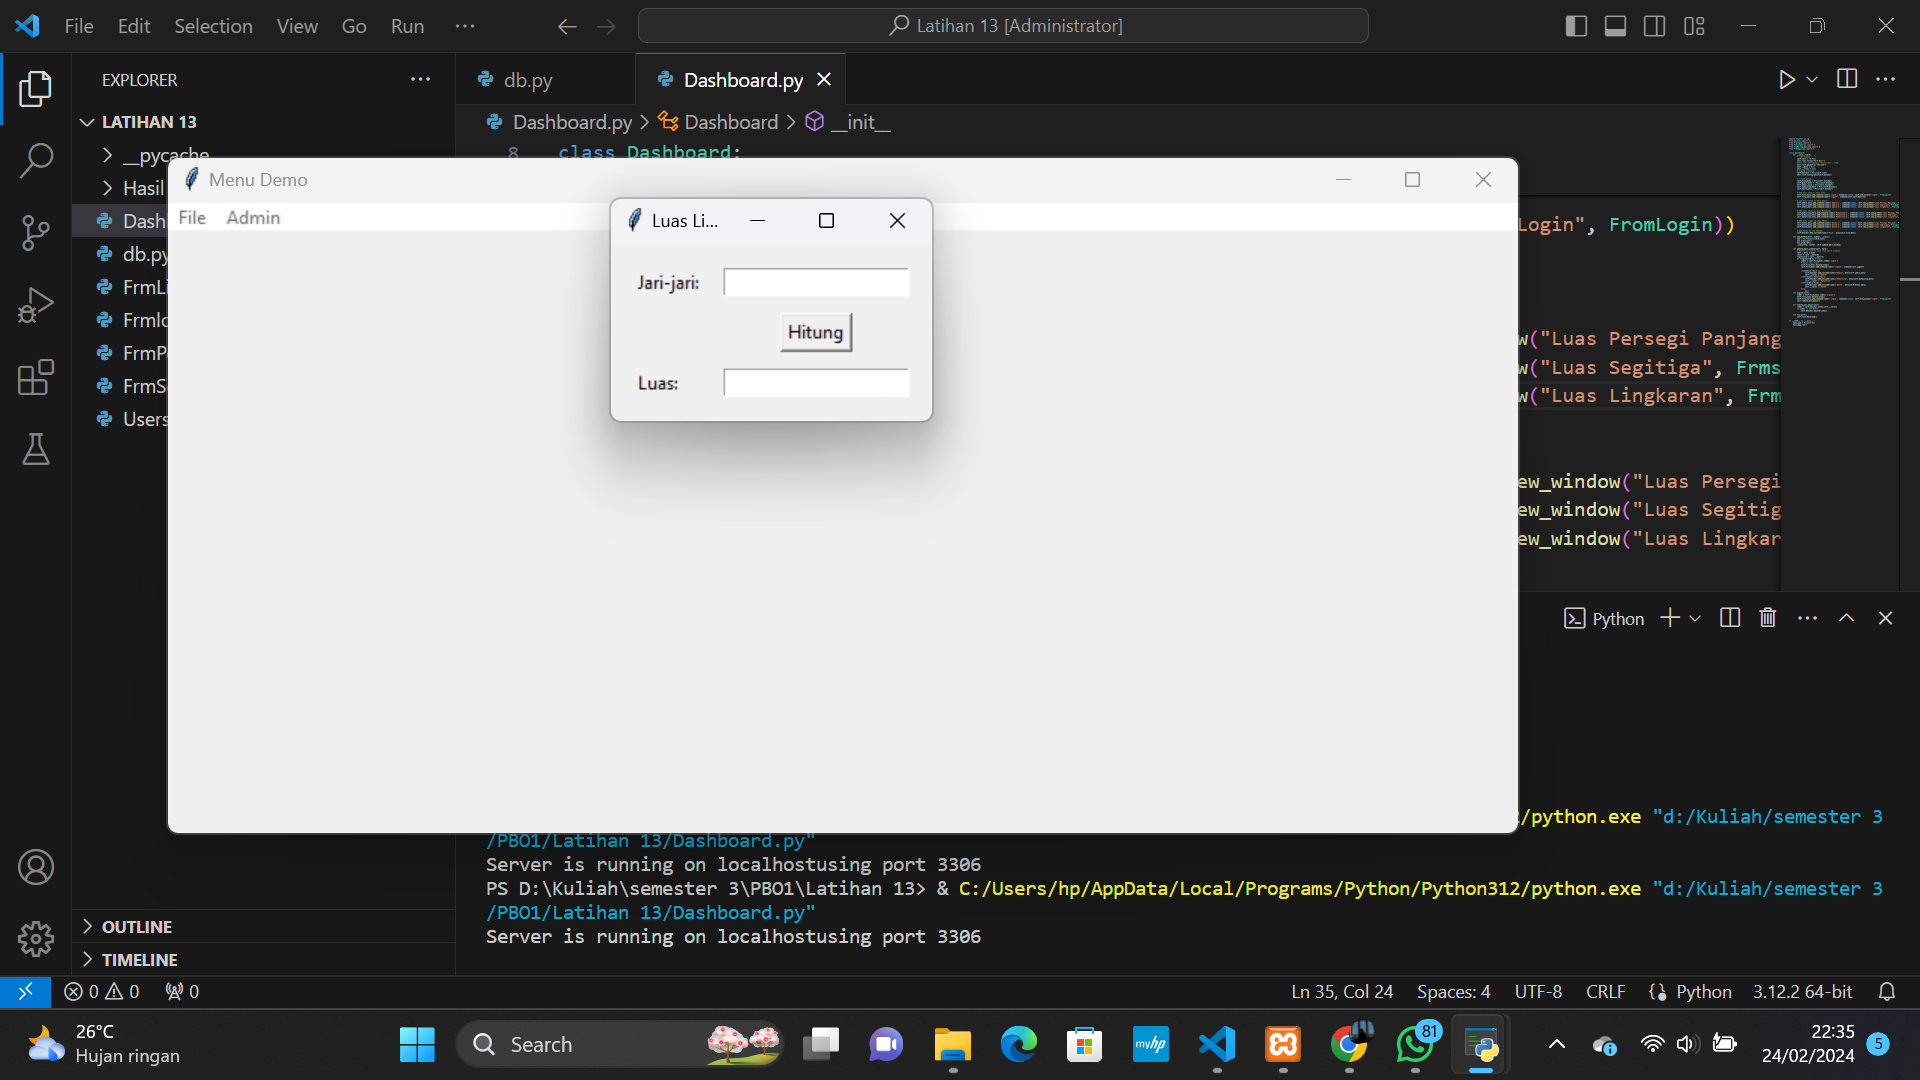 File Edit Selection View Go Run ···
Latihan 13 [Administrator]
EXPLORER
LATIHAN 13
__pycache__
Hasil
Dash
db.py
FrmLi
Frmlo
FrmP
FrmS
Users
OUTLINE
TIMELINE
db.py
Dashboard.py
Dashboard.py > Dashboard > __init__
8 class Dashboard:
Login", FromLogin))
w("Luas Persegi Panjang
w("Luas Segitiga", Frms
w("Luas Lingkaran", Frm
ew_window("Luas Persegi
ew_window("Luas Segitig
ew_window("Luas Lingkar
Menu Demo
File Admin
Luas Li...
Jari-jari:
Hitung
Luas:
Python
/python.exe "d:/Kuliah/semester 3
/PBO1/Latihan 13/Dashboard.py"
Server is running on localhostusing port 3306
PS D:\Kuliah\semester 3\PBO1\Latihan 13> & C:/Users/hp/AppData/Local/Programs/Python/Python312/python.exe "d:/Kuliah/semester 3
/PBO1/Latihan 13/Dashboard.py"
Server is running on localhostusing port 3306
0 0 0
Ln 35, Col 24 Spaces: 4 UTF-8 CRLF Python 3.12.2 64-bit
26°C
Hujan ringan
Search
myhp
81
22:35
24/02/2024
5